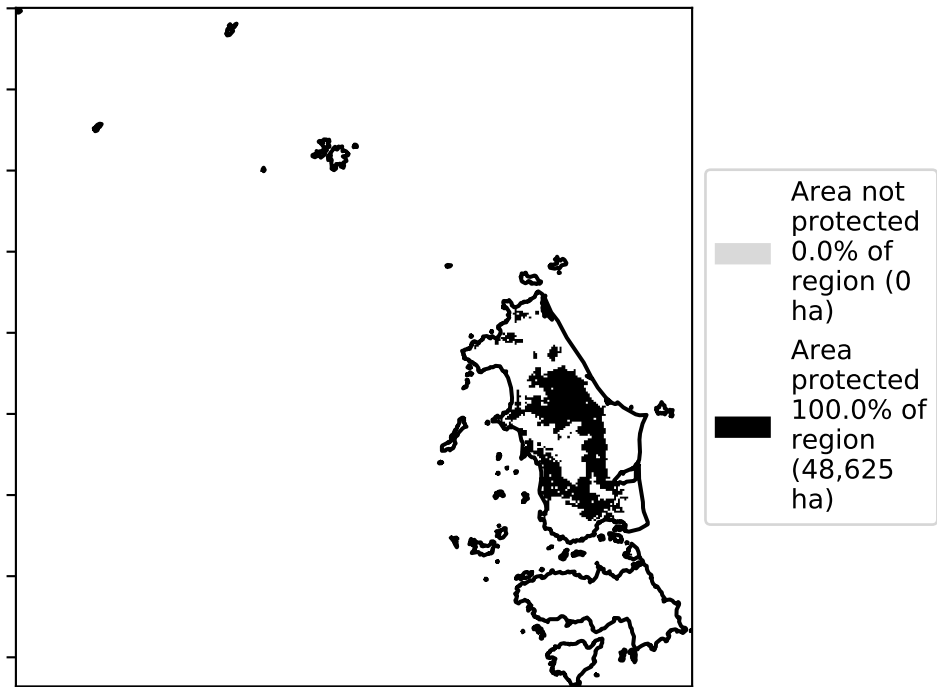 Area not
protected
0.0% of
region (0
ha)
Area
protected
100.0% of
region
(48,625
ha)